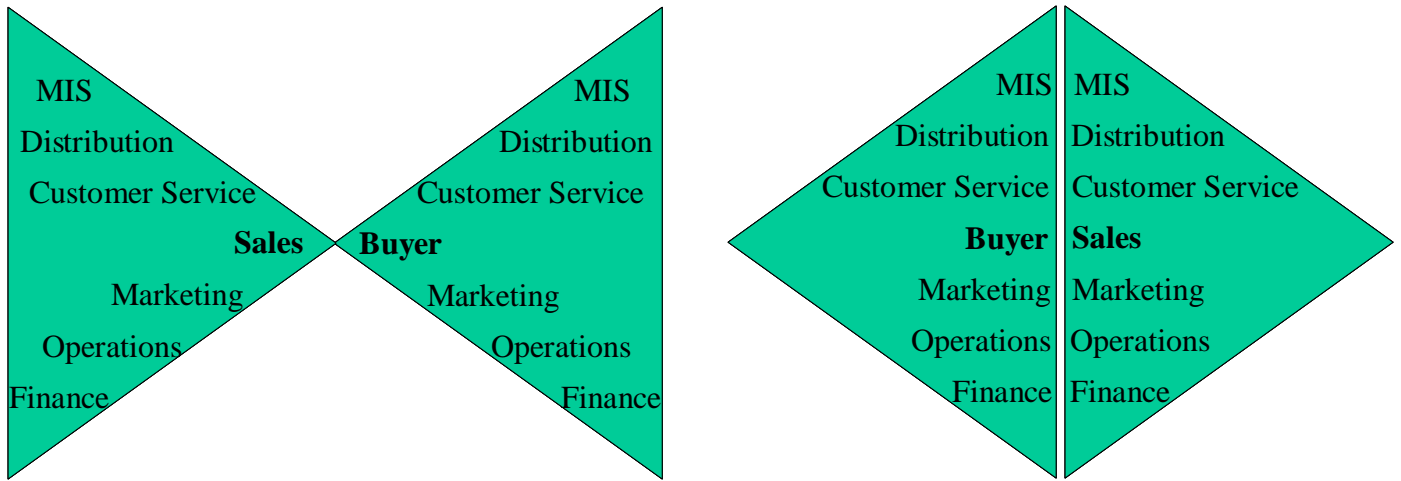 MIS
Distribution
Customer Service
Sales
Marketing
Operations
Finance
MIS
Distribution
Customer Service
Buyer
Marketing
Operations
Finance
MIS
Distribution
Customer Service
Buyer
Marketing
Operations
Finance
MIS
Distribution
Customer Service
Sales
Marketing
Operations
Finance